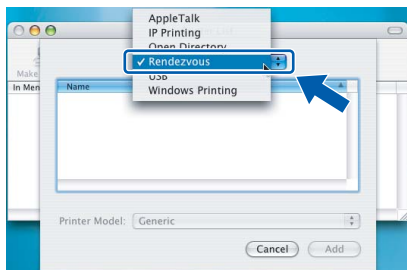 AppleTalk
IP Printing
Open Directory
✓ Rendezvous
USB
Windows Printing
Make
In Men
Name
Printer Model: Generic
Cancel Add